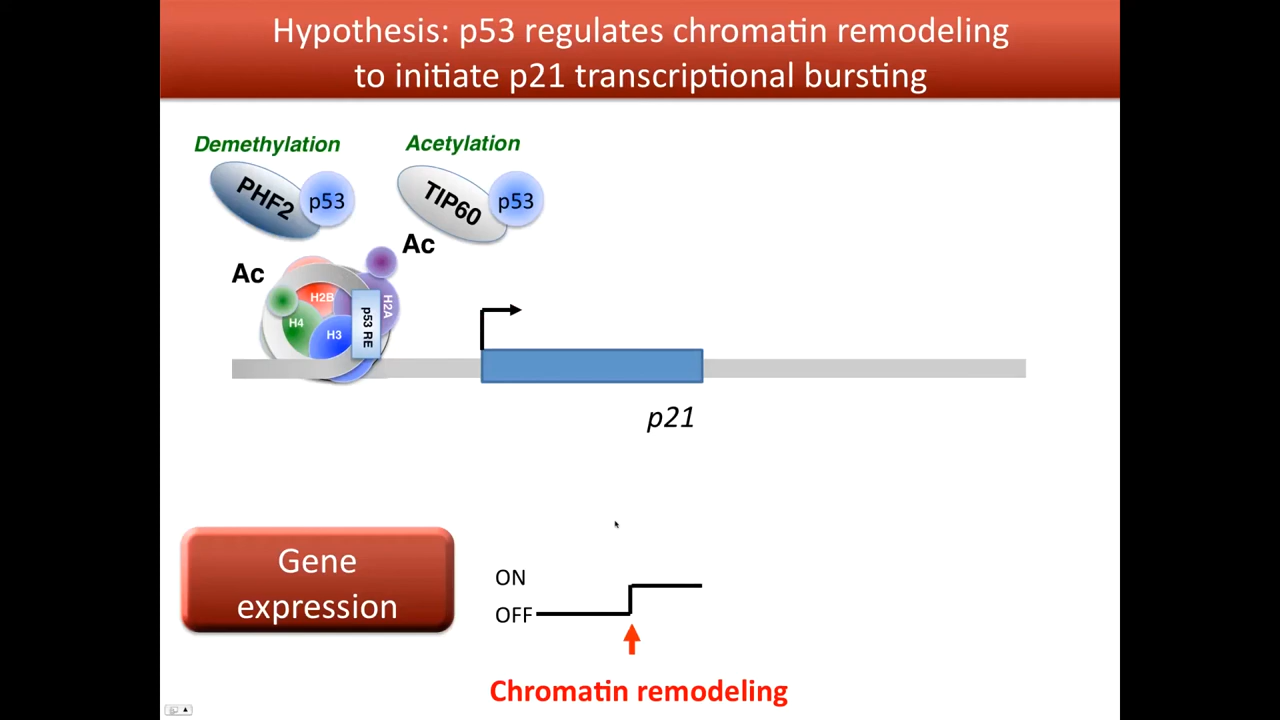 Hypothesis: p53 regulates chromatin remodeling
to initiate p21 transcriptional bursting
Demethylation
Acetylation
PHF2
p53
TIP60
p53
Ac
Ac
H2B
H2A
H4
H3
p53 RE
p21
Gene
expression
ON
OFF
Chromatin remodeling